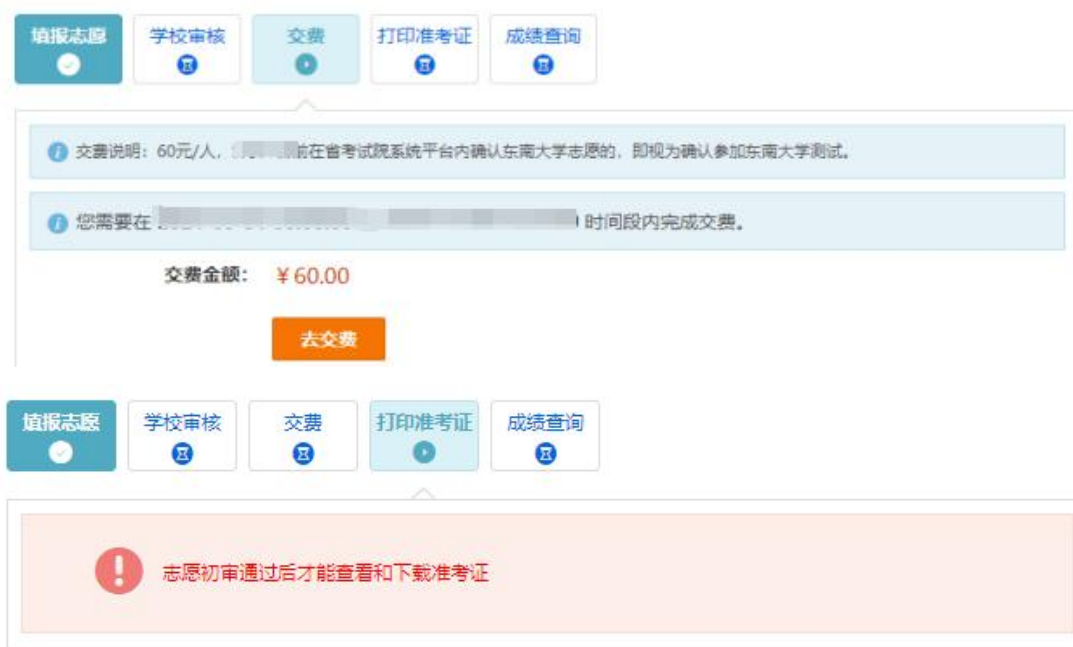 填报志愿 学校审核 交费 打印准考证 成绩查询
交费说明：60元/人， 前在省考试院系统平台内确认东南大学志愿的，即视为确认参加东南大学测试。
您需要在 时间段内完成交费。
交费金额： ¥60.00
去交费
填报志愿 学校审核 交费 打印准考证 成绩查询
志愿初审通过后才能查看和下载准考证